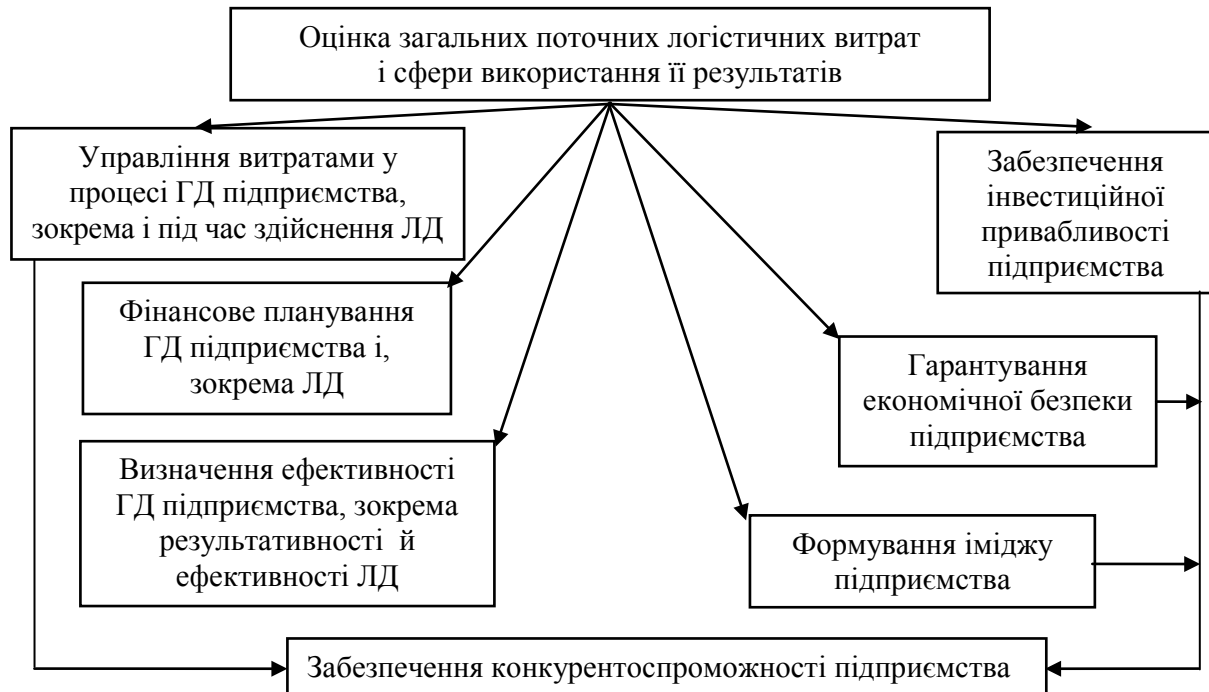 Оцінка загальних поточних логістичних витрат
і сфери використання її результатів
Управління витратами у
процесі ГД підприємства,
зокрема і під час здійснення ЛД
Забезпечення
інвестиційної
привабливості
підприємства
Фінансове планування
ГД підприємства і,
зокрема ЛД
Гарантування
економічної безпеки
підприємства
Визначення ефективності
ГД підприємства, зокрема
результативності й
ефективності ЛД
Формування іміджу
підприємства
Забезпечення конкурентоспроможності підприємства